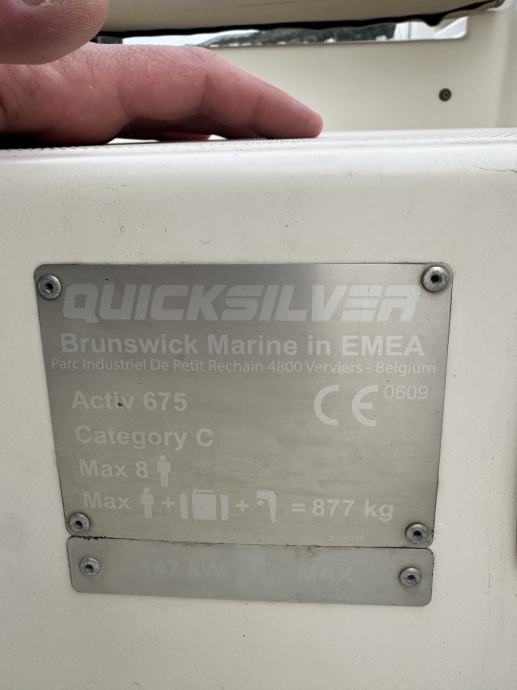 QUICKSILVER
Brunswick Marine in EMEA
Parc Industriel De Petit Rechain 4800 Verviers - Belgium
Activ 675
CE 0609
Category C
Max 8
Max + + = 877 kg
147 kW MAX